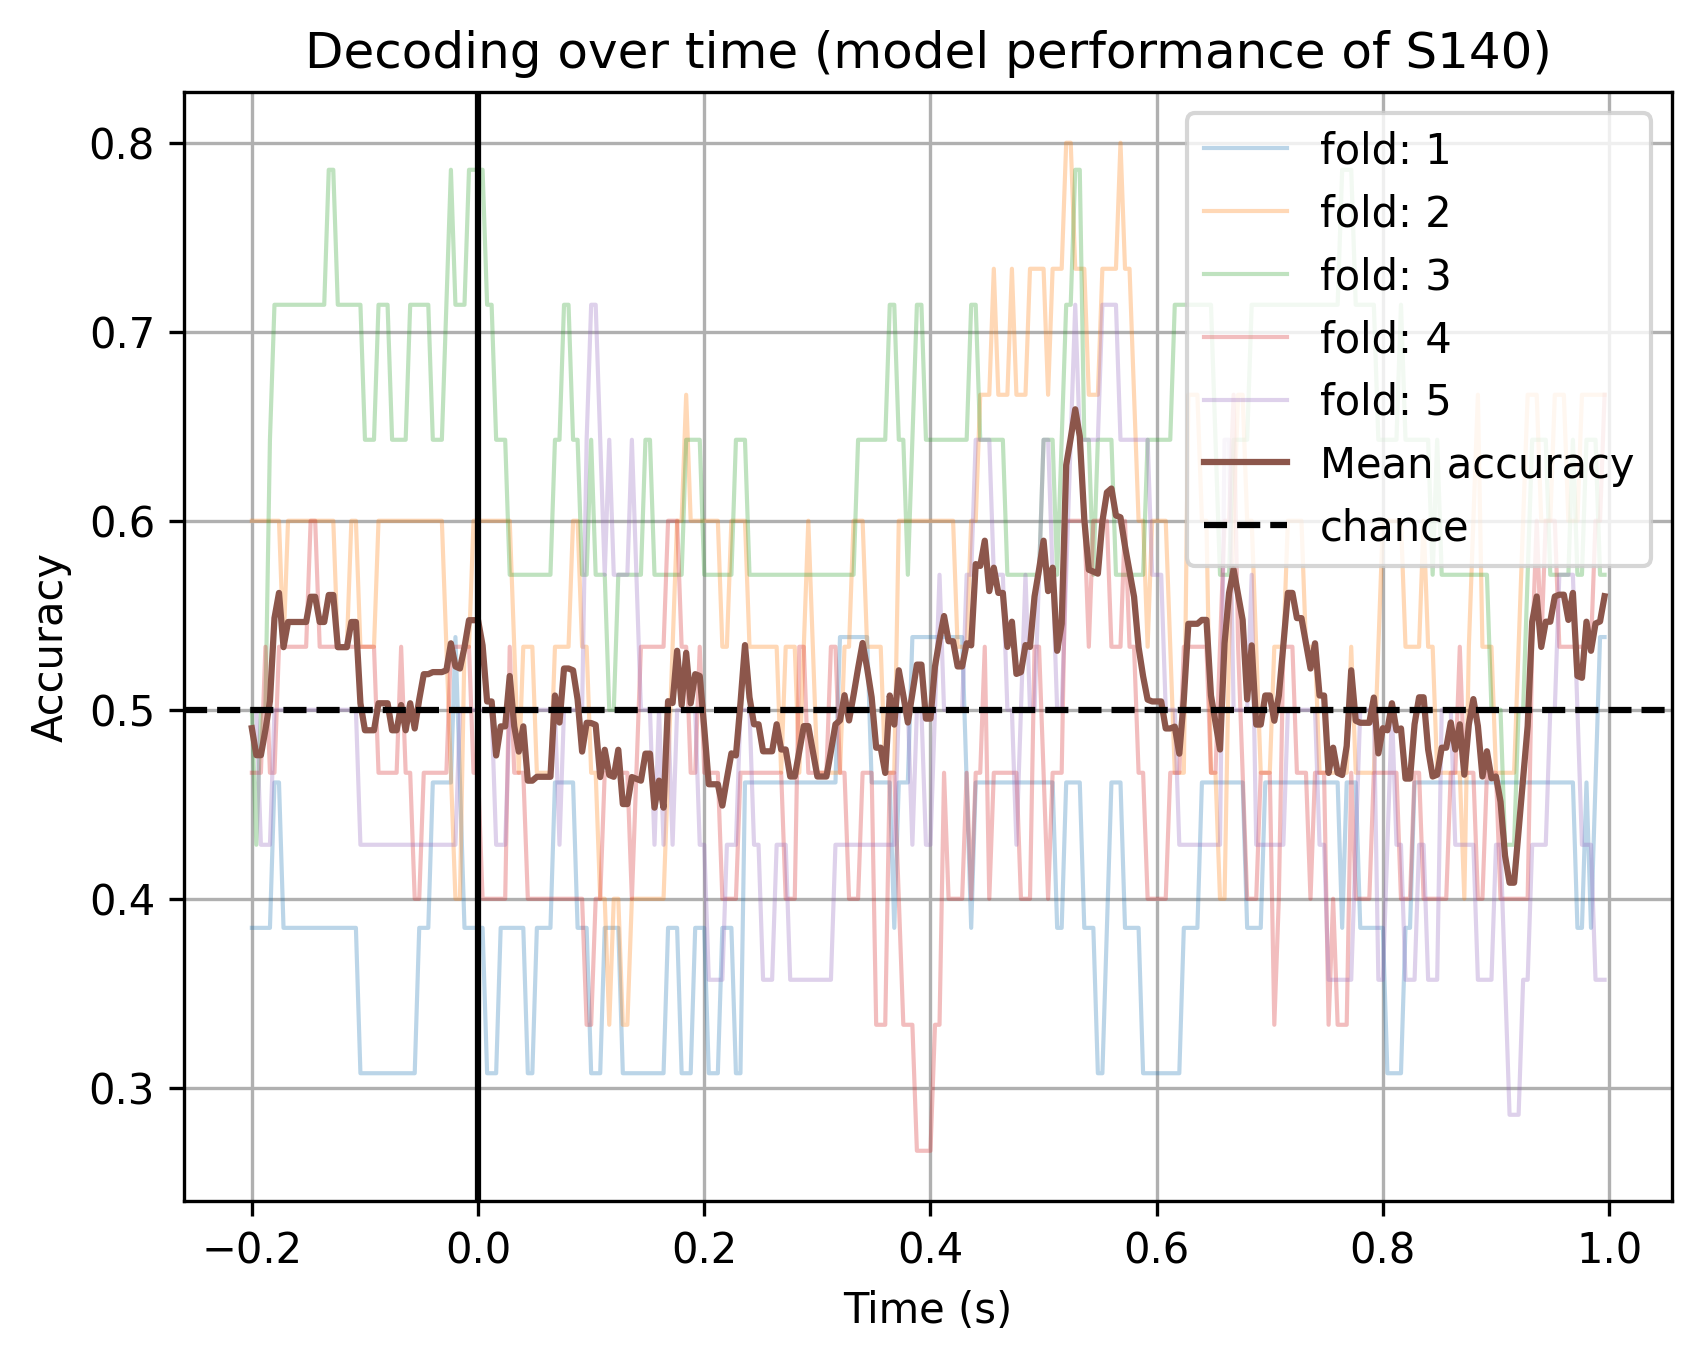 Decoding over time (model performance of S140)
fold: 1
fold: 2
fold: 3
fold: 4
fold: 5
Mean accuracy
chance
Accuracy
0.8
0.7
0.6
0.5
0.4
0.3
−0.2 0.0 0.2 0.4 0.6 0.8 1.0
Time (s)